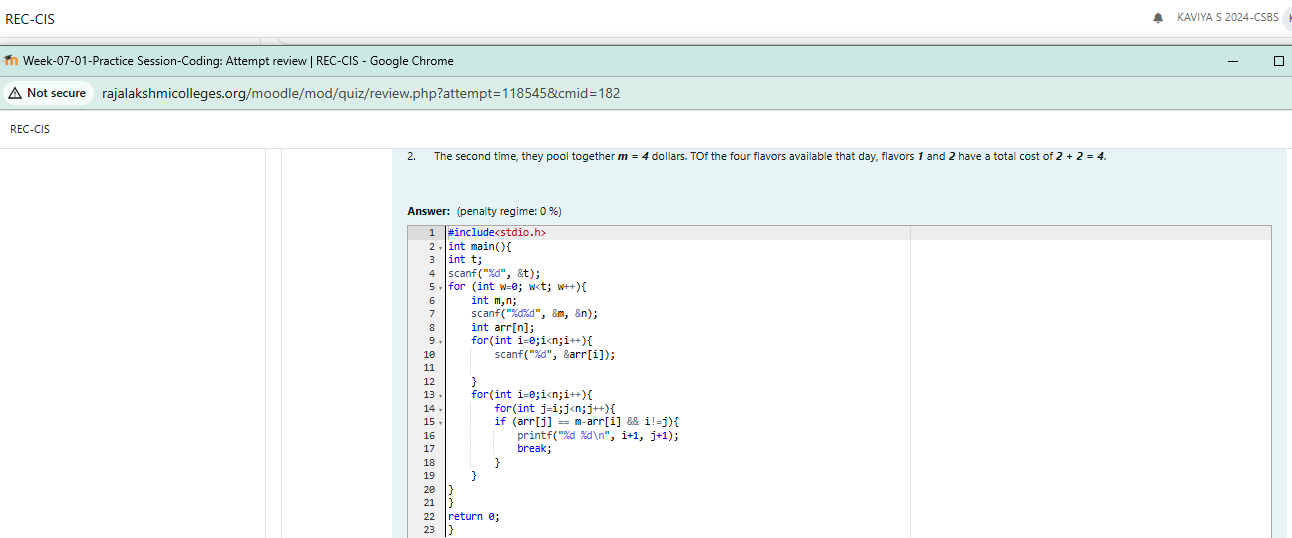 REC-CIS
KAVIYA S 2024-CSBS
Week-07-01-Practice Session-Coding: Attempt review | REC-CIS - Google Chrome
Not secure rajalakshmicolleges.org/moodle/mod/quiz/review.php?attempt=118545&cmid=182
REC-CIS
2. The second time, they pool together m = 4 dollars. TOf the four flavors available that day, flavors 1 and 2 have a total cost of 2 + 2 = 4.
Answer: (penalty regime: 0 %)
1 #include<stdio.h>
2 int main(){
3 int t;
4 scanf("%d", &t);
5 for (int w=0; w<t; w++){
6 int m,n;
7 scanf("%d%d", &m, &n);
8 int arr[n];
9 for(int i=0;i<n;i++){
10 scanf("%d", &arr[i]);
11
12 }
13 for(int i=0;i<n;i++){
14 for(int j=i;j<n;j++){
15 if (arr[j] == m-arr[i] && i!=j){
16 printf("%d %d\n", i+1, j+1);
17 break;
18 }
19 }
20 }
21 }
22 return 0;
23 }